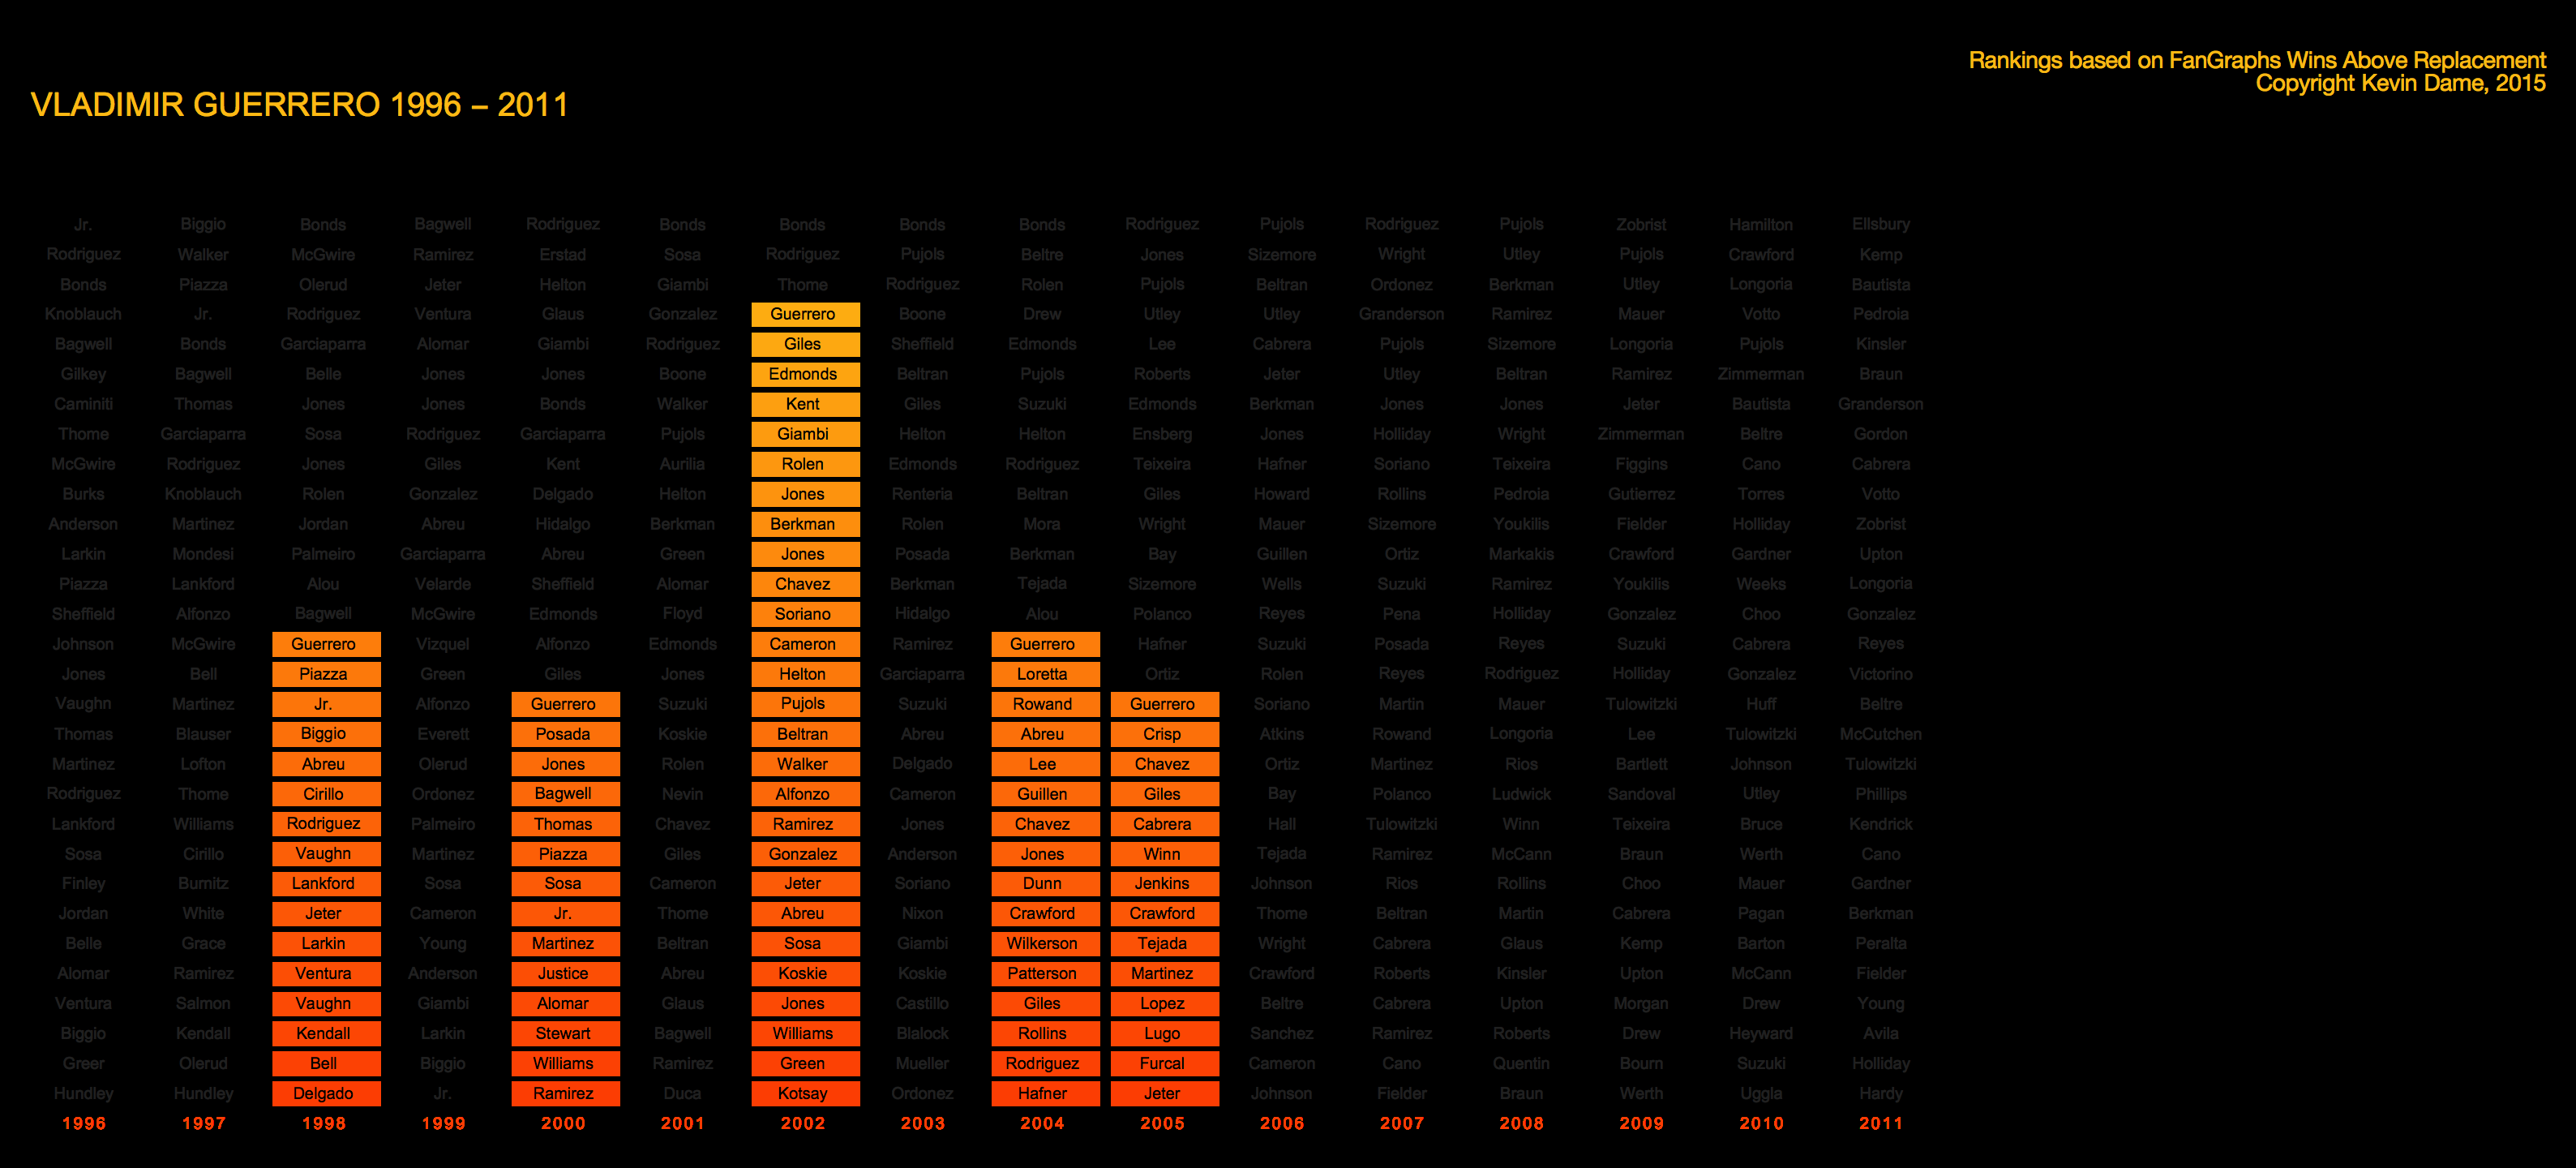 Rankings based on FanGraphs Wins Above Replacement
Copyright Kevin Dame, 2015
VLADIMIR GUERRERO 1996 – 2011
Jr. Biggio Bonds Bagwell Rodriguez Bonds Bonds Bonds Bonds Rodriguez Pujols Rodriguez Pujols Zobrist Hamilton Ellsbury
Rodriguez Walker McGwire Ramirez Erstad Sosa Rodriguez Pujols Beltre Jones Sizemore Wright Utley Pujols Crawford Kemp
Bonds Piazza Olerud Jeter Helton Giambi Thome Rodriguez Rolen Pujols Beltran Ordonez Berkman Utley Longoria Bautista
Knoblauch Jr. Rodriguez Ventura Glaus Gonzalez Guerrero Boone Drew Utley Utley Granderson Ramirez Mauer Votto Pedroia
Bagwell Bonds Garciaparra Alomar Giambi Rodriguez Giles Sheffield Edmonds Lee Cabrera Pujols Sizemore Longoria Pujols Kinsler
Gilkey Bagwell Belle Jones Jones Boone Edmonds Beltran Pujols Roberts Jeter Utley Beltran Ramirez Zimmerman Braun
Caminiti Thomas Jones Jones Bonds Walker Kent Giles Suzuki Edmonds Berkman Jones Jones Jeter Bautista Granderson
Thome Garciaparra Sosa Rodriguez Garciaparra Pujols Giambi Helton Helton Ensberg Jones Holliday Wright Zimmerman Beltre Gordon
McGwire Rodriguez Jones Giles Kent Aurilia Rolen Edmonds Rodriguez Teixeira Hafner Soriano Teixeira Figgins Cano Cabrera
Burks Knoblauch Rolen Gonzalez Delgado Helton Jones Renteria Beltran Giles Howard Rollins Pedroia Gutierrez Torres Votto
Anderson Martinez Jordan Abreu Hidalgo Berkman Berkman Rolen Mora Wright Mauer Sizemore Youkilis Fielder Holliday Zobrist
Larkin Mondesi Palmeiro Garciaparra Abreu Green Jones Posada Berkman Bay Guillen Ortiz Markakis Crawford Gardner Upton
Piazza Lankford Alou Velarde Sheffield Alomar Chavez Berkman Tejada Sizemore Wells Suzuki Ramirez Youkilis Weeks Longoria
Sheffield Alfonzo Bagwell McGwire Edmonds Floyd Soriano Hidalgo Alou Polanco Reyes Pena Holliday Gonzalez Choo Gonzalez
Johnson McGwire Guerrero Vizquel Alfonzo Edmonds Cameron Ramirez Guerrero Hafner Suzuki Posada Reyes Suzuki Cabrera Reyes
Jones Bell Piazza Green Giles Jones Helton Garciaparra Loretta Ortiz Rolen Reyes Rodriguez Holliday Gonzalez Victorino
Vaughn Martinez Jr. Alfonzo Guerrero Suzuki Pujols Suzuki Rowand Guerrero Soriano Martin Mauer Tulowitzki Huff Beltre
Thomas Blauser Biggio Everett Posada Koskie Beltran Abreu Abreu Crisp Atkins Rowand Longoria Lee Tulowitzki McCutchen
Martinez Lofton Abreu Olerud Jones Rolen Walker Delgado Lee Chavez Ortiz Martinez Rios Bartlett Johnson Tulowitzki
Rodriguez Thome Cirillo Ordonez Bagwell Nevin Alfonzo Cameron Guillen Giles Bay Polanco Ludwick Sandoval Utley Phillips
Lankford Williams Rodriguez Palmeiro Thomas Chavez Ramirez Jones Chavez Cabrera Hall Tulowitzki Winn Teixeira Bruce Kendrick
Sosa Cirillo Vaughn Martinez Piazza Giles Gonzalez Anderson Jones Winn Tejada Ramirez McCann Braun Werth Cano
Finley Burnitz Lankford Sosa Sosa Cameron Jeter Soriano Dunn Jenkins Johnson Rios Rollins Choo Mauer Gardner
Jordan White Jeter Cameron Jr. Thome Abreu Nixon Crawford Crawford Thome Beltran Martin Cabrera Pagan Berkman
Belle Grace Larkin Young Martinez Beltran Sosa Giambi Wilkerson Tejada Wright Cabrera Glaus Kemp Barton Peralta
Alomar Ramirez Ventura Anderson Justice Abreu Koskie Koskie Patterson Martinez Crawford Roberts Kinsler Upton McCann Fielder
Ventura Salmon Vaughn Giambi Alomar Glaus Jones Castillo Giles Lopez Beltre Cabrera Upton Morgan Drew Young
Biggio Kendall Kendall Larkin Stewart Bagwell Williams Blalock Rollins Lugo Sanchez Ramirez Roberts Drew Heyward Avila
Greer Olerud Bell Biggio Williams Ramirez Green Mueller Rodriguez Furcal Cameron Cano Quentin Bourn Suzuki Holliday
Hundley Hundley Delgado Jr. Ramirez Duca Kotsay Ordonez Hafner Jeter Johnson Fielder Braun Werth Uggla Hardy
1996 1997 1998 1999 2000 2001 2002 2003 2004 2005 2006 2007 2008 2009 2010 2011